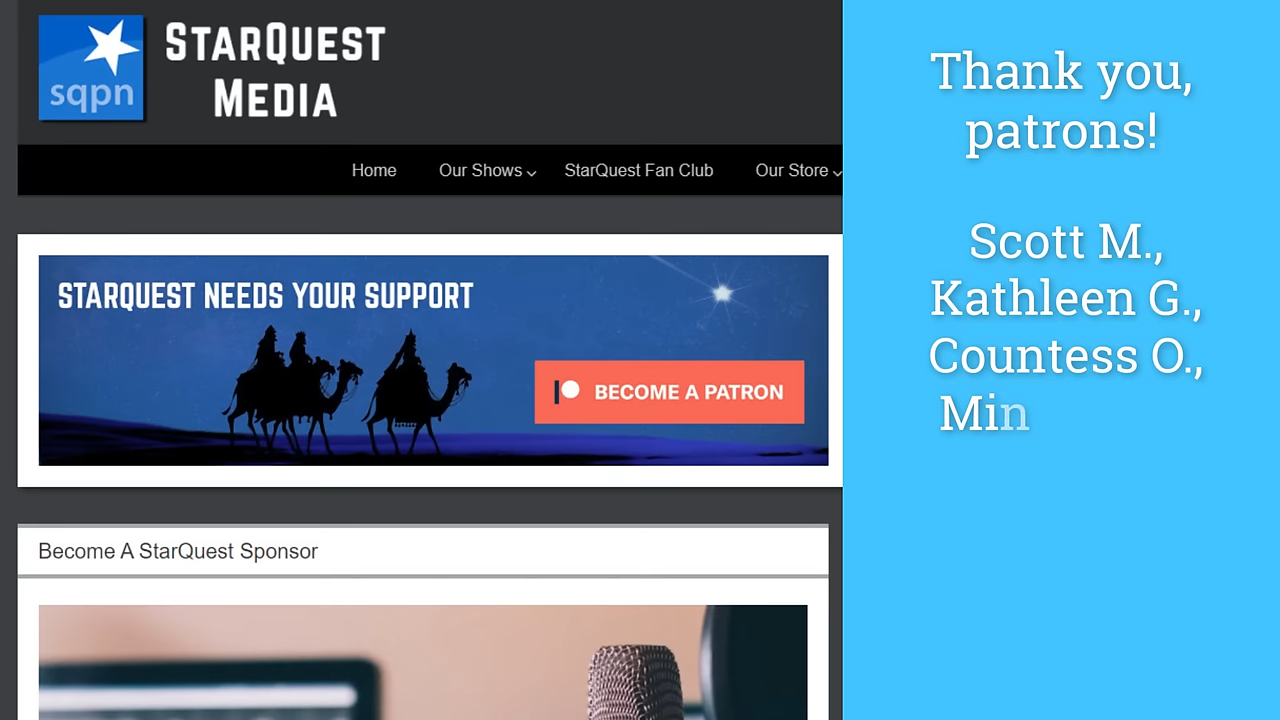 sqpn
STARQUEST
MEDIA
Home
Our Shows
StarQuest Fan Club
Our Store
STARQUEST NEEDS YOUR SUPPORT
BECOME A PATRON
Become A StarQuest Sponsor
Thank you,
patrons!
Scott M.,
Kathleen G.,
Countess O.,
Min